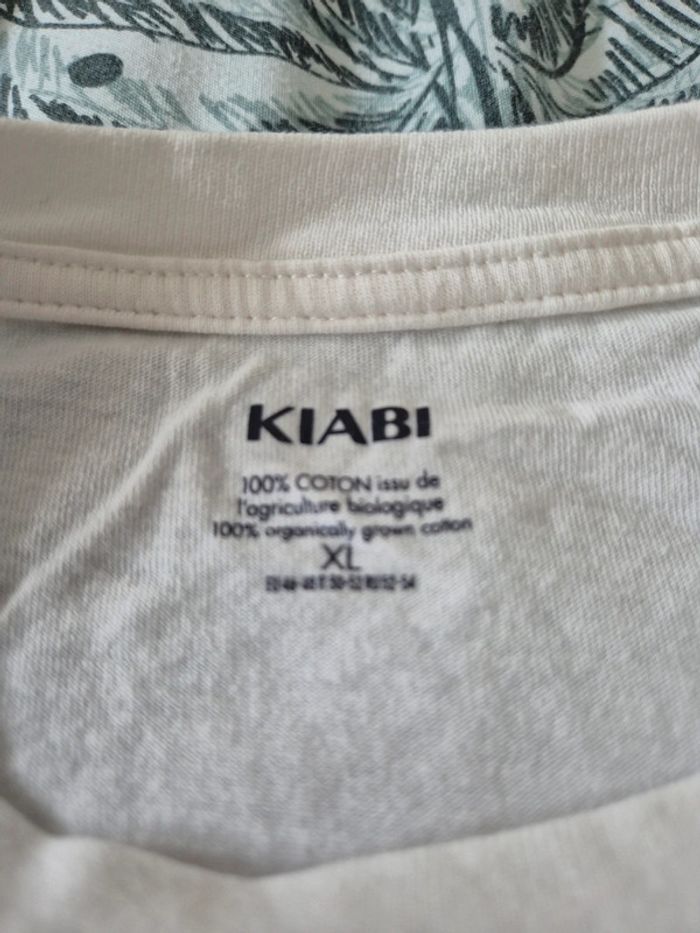 KIABI
100% COTON issu de
l'agriculture biologique
100% organically grown cotton
XL